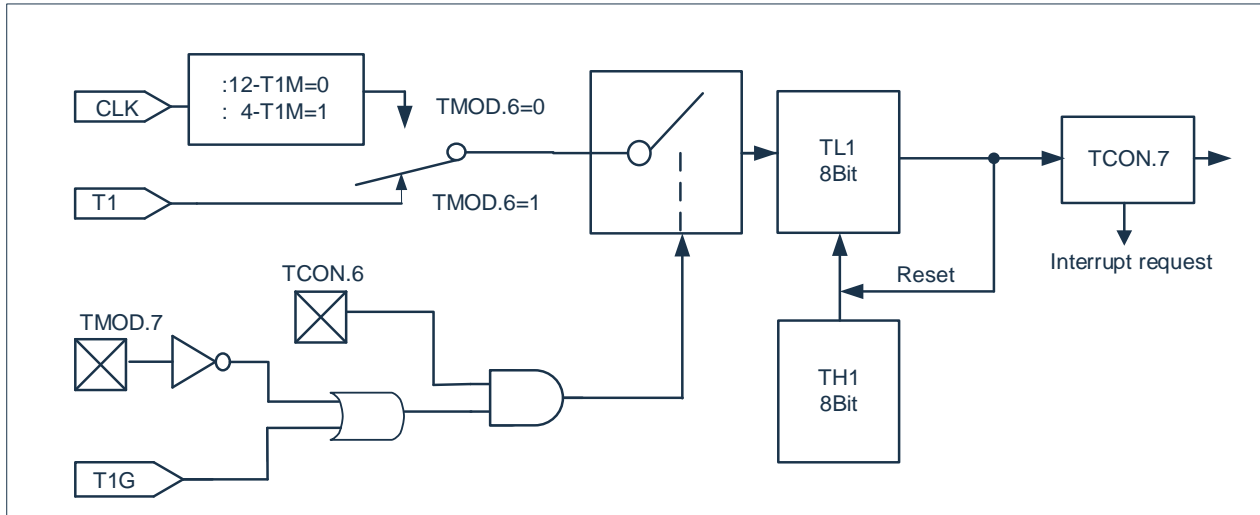 :12-T1M=0
: 4-T1M=1
CLK
TMOD.6=0
T1
TMOD.6=1
TL1
8Bit
TCON.7
Interrupt request
Reset
TCON.6
TMOD.7
TH1
8Bit
T1G